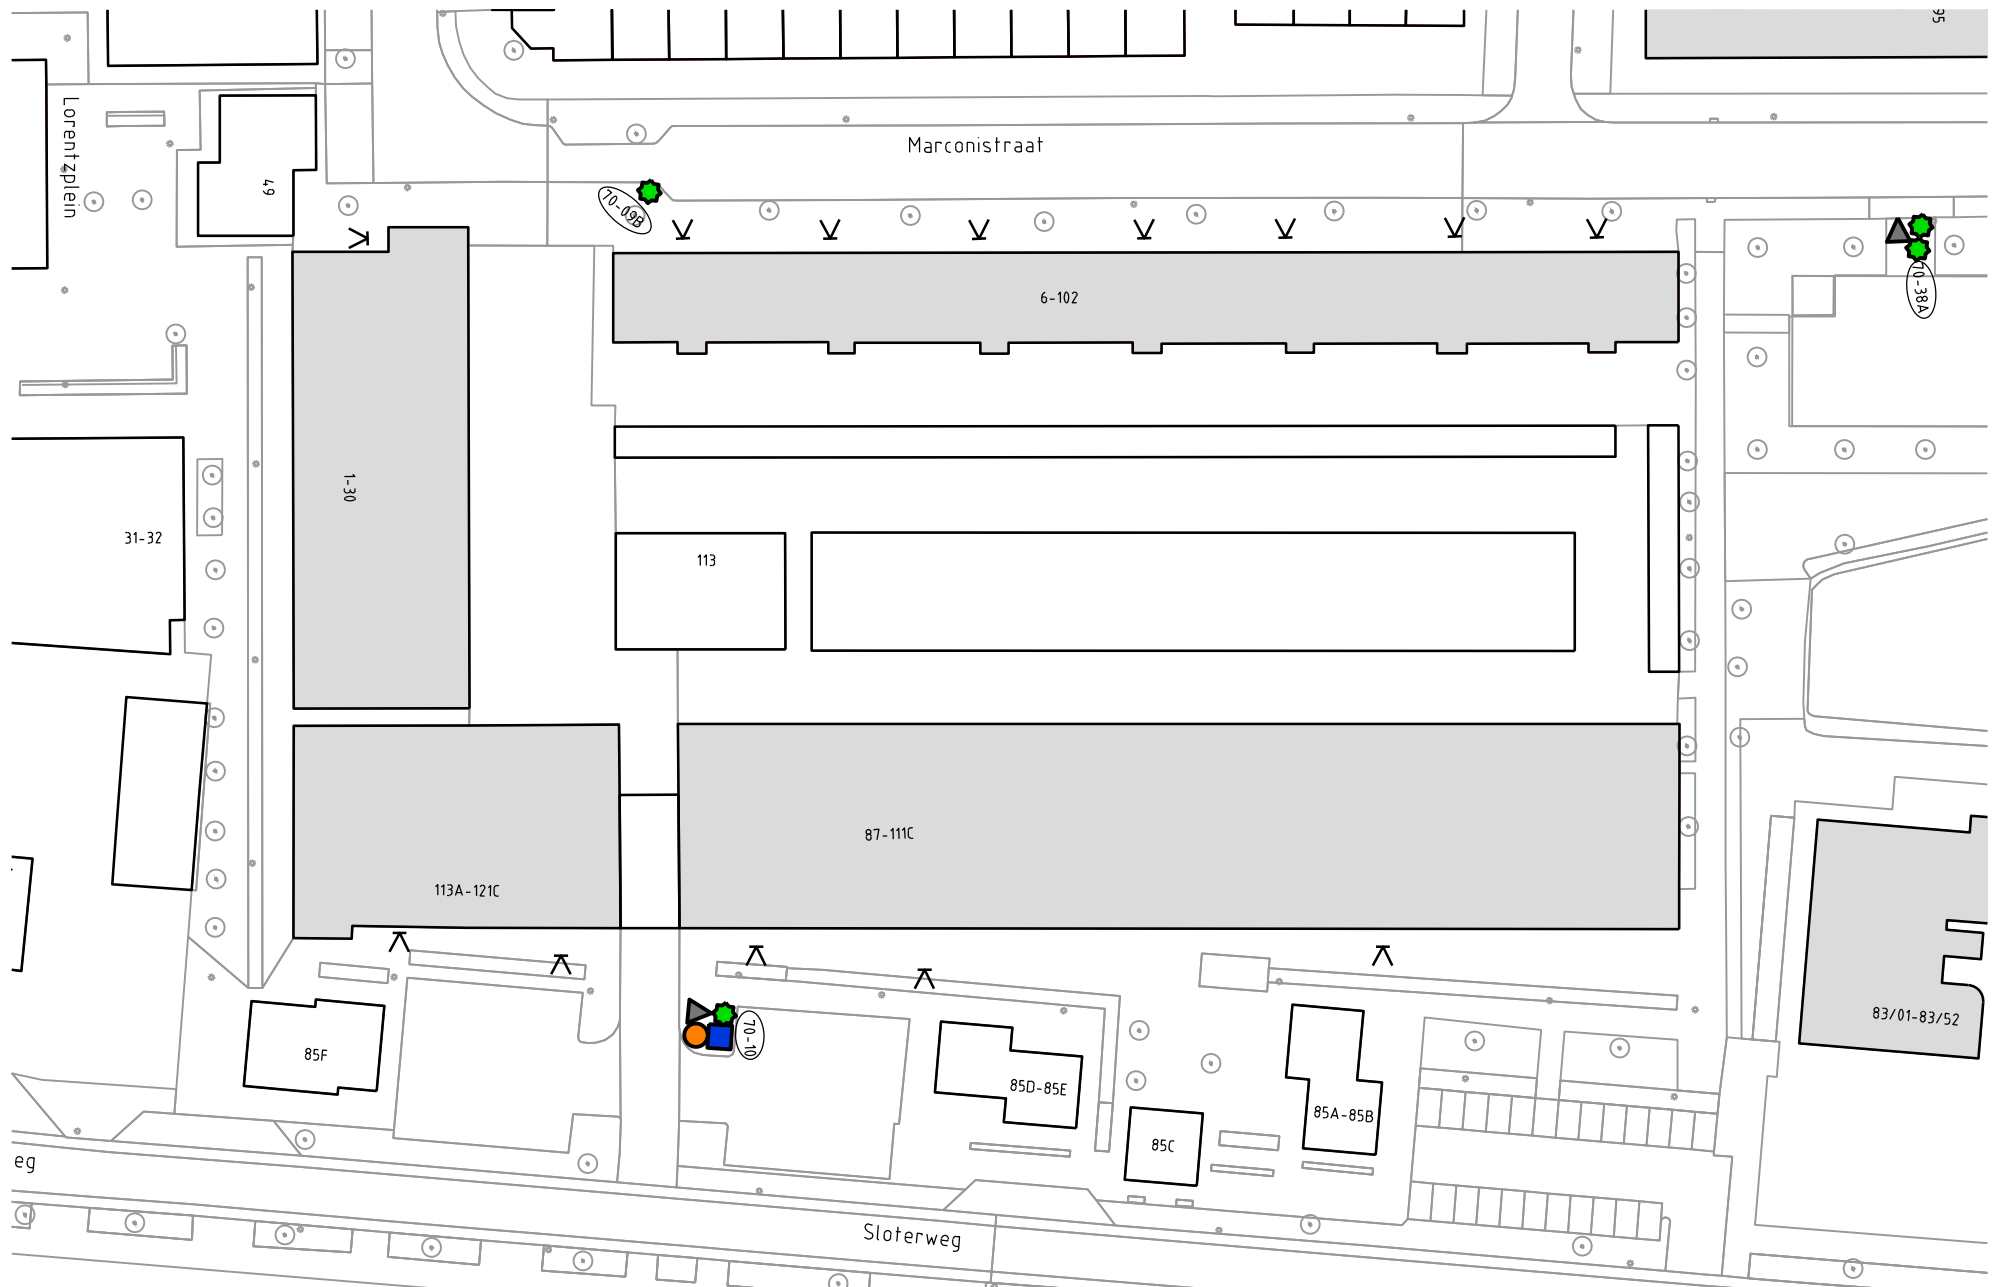 95
Lorentzplein
Marconistraat
49
70-09B
70-38A
6-102
1-30
31-32
113
87-111C
113A-121C
83/01-83/52
70-10
85F
85D-85E
85A-85B
85C
eg
Sloterweg